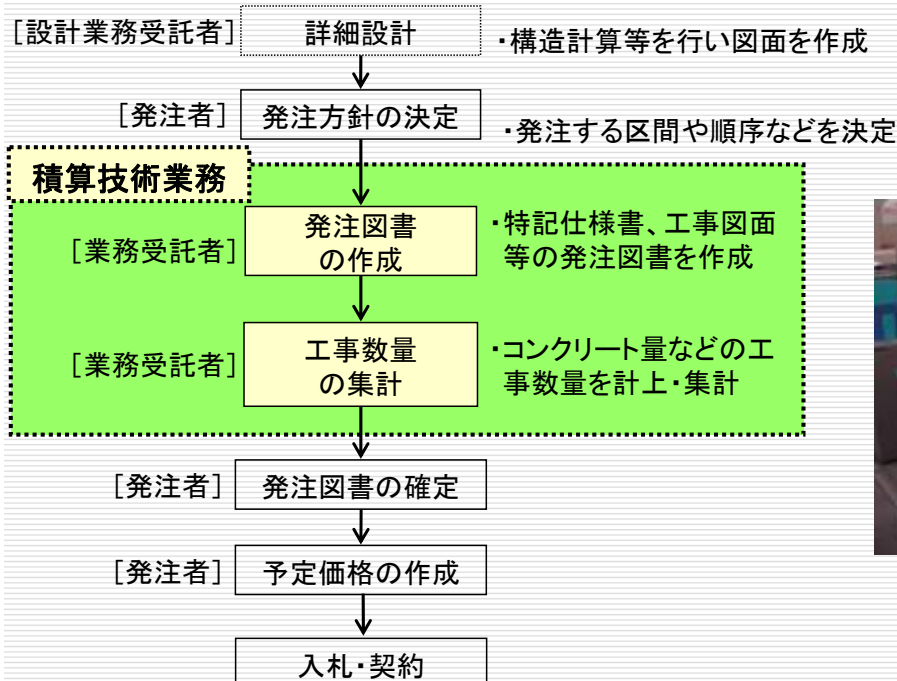 [設計業務受託者]
詳細設計
・構造計算等を行い図面を作成
[発注者]
発注方針の決定
・発注する区間や順序などを決定
積算技術業務
[業務受託者]
発注図書
の作成
・特記仕様書、工事図面
等の発注図書を作成
[業務受託者]
工事数量
の集計
・コンクリート量などの工
事数量を計上・集計
[発注者]
発注図書の確定
[発注者]
予定価格の作成
入札・契約